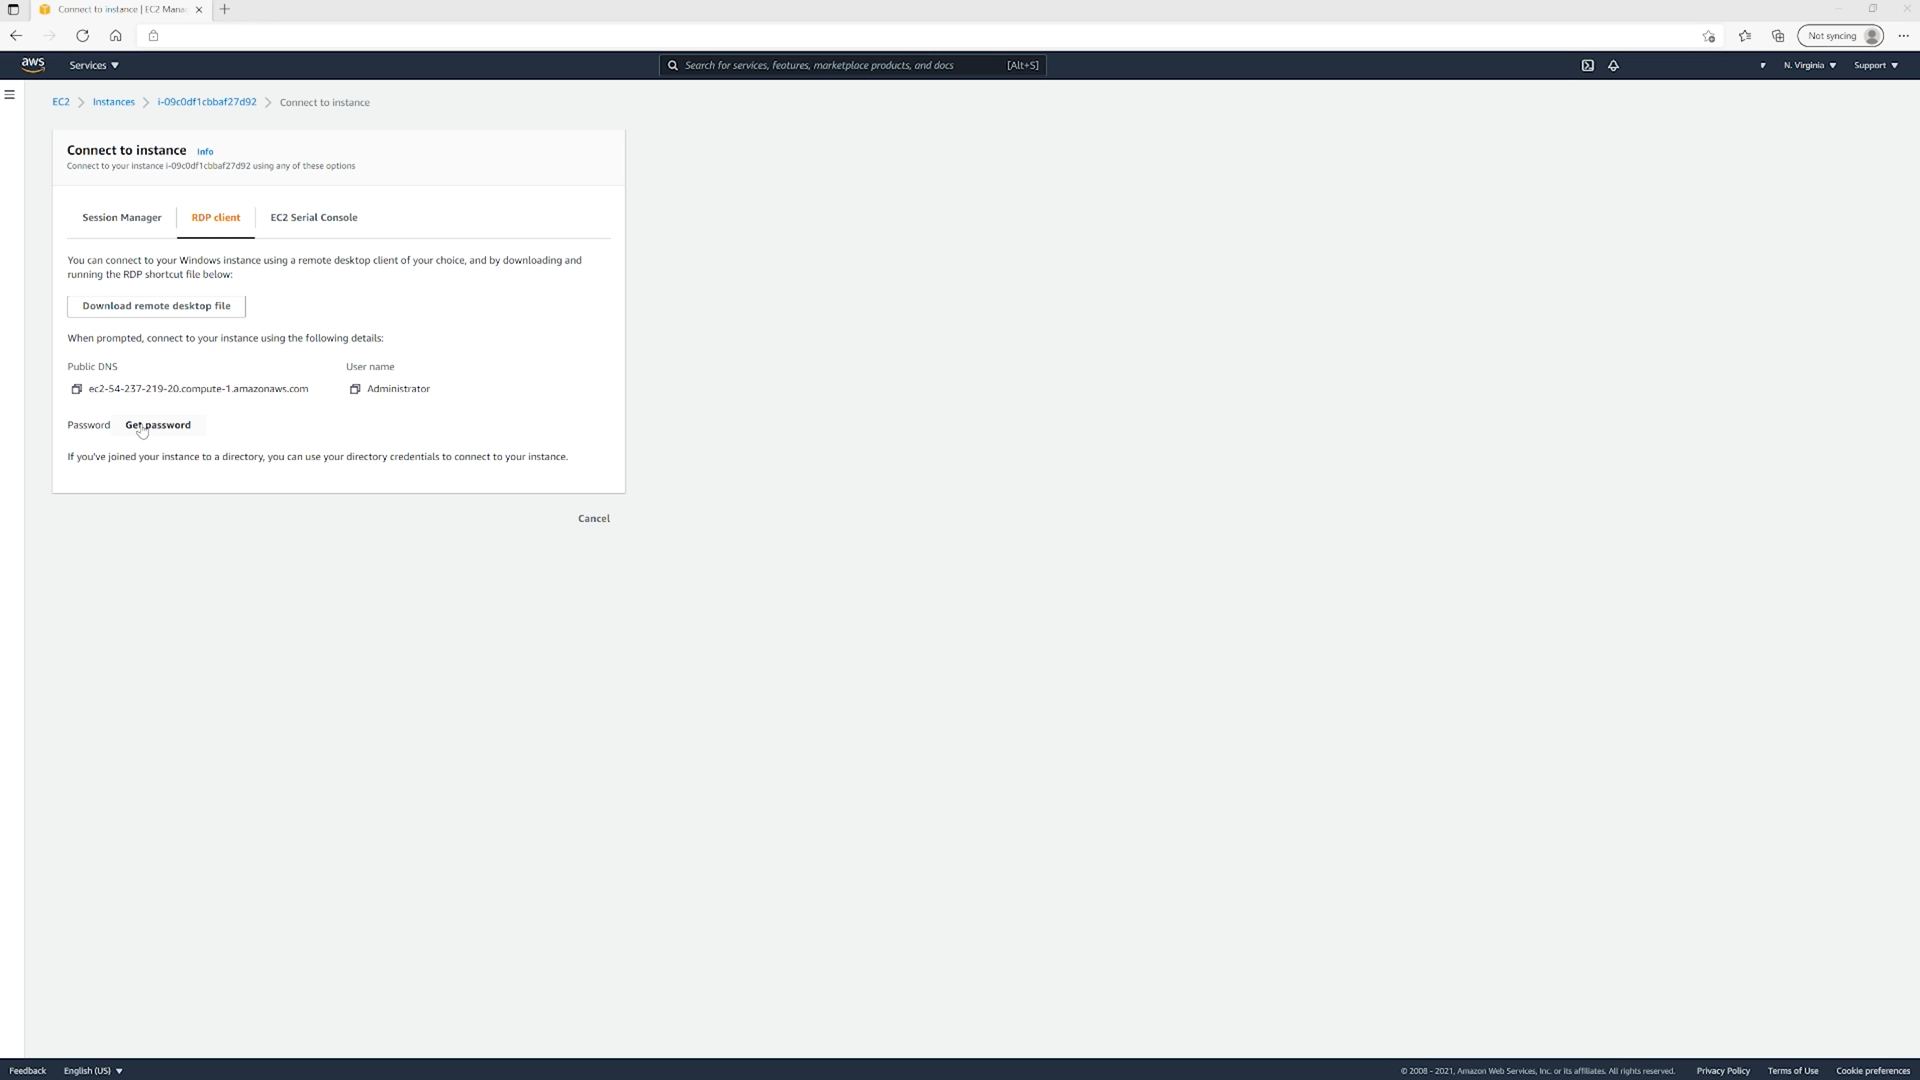 Connect to instance | EC2 Mana
Not syncing
aws
Services
Search for services, features, marketplace products, and docs
[Alt+S]
N. Virginia
Support
EC2
Instances
i-09c0df1cbbaf27d92
Connect to instance
Connect to instance
Info
Connect to your instance i-09c0df1cbbaf27d92 using any of these options
Session Manager
RDP client
EC2 Serial Console
You can connect to your Windows instance using a remote desktop client of your choice, and by downloading and
running the RDP shortcut file below:
Download remote desktop file
When prompted, connect to your instance using the following details:
Public DNS
User name
ec2-54-237-219-20.compute-1.amazonaws.com
Administrator
Password
Get password
If you've joined your instance to a directory, you can use your directory credentials to connect to your instance.
Cancel
Feedback
English (US)
© 2008 - 2021, Amazon Web Services, Inc. or its affiliates. All rights reserved.
Privacy Policy
Terms of Use
Cookie preferences